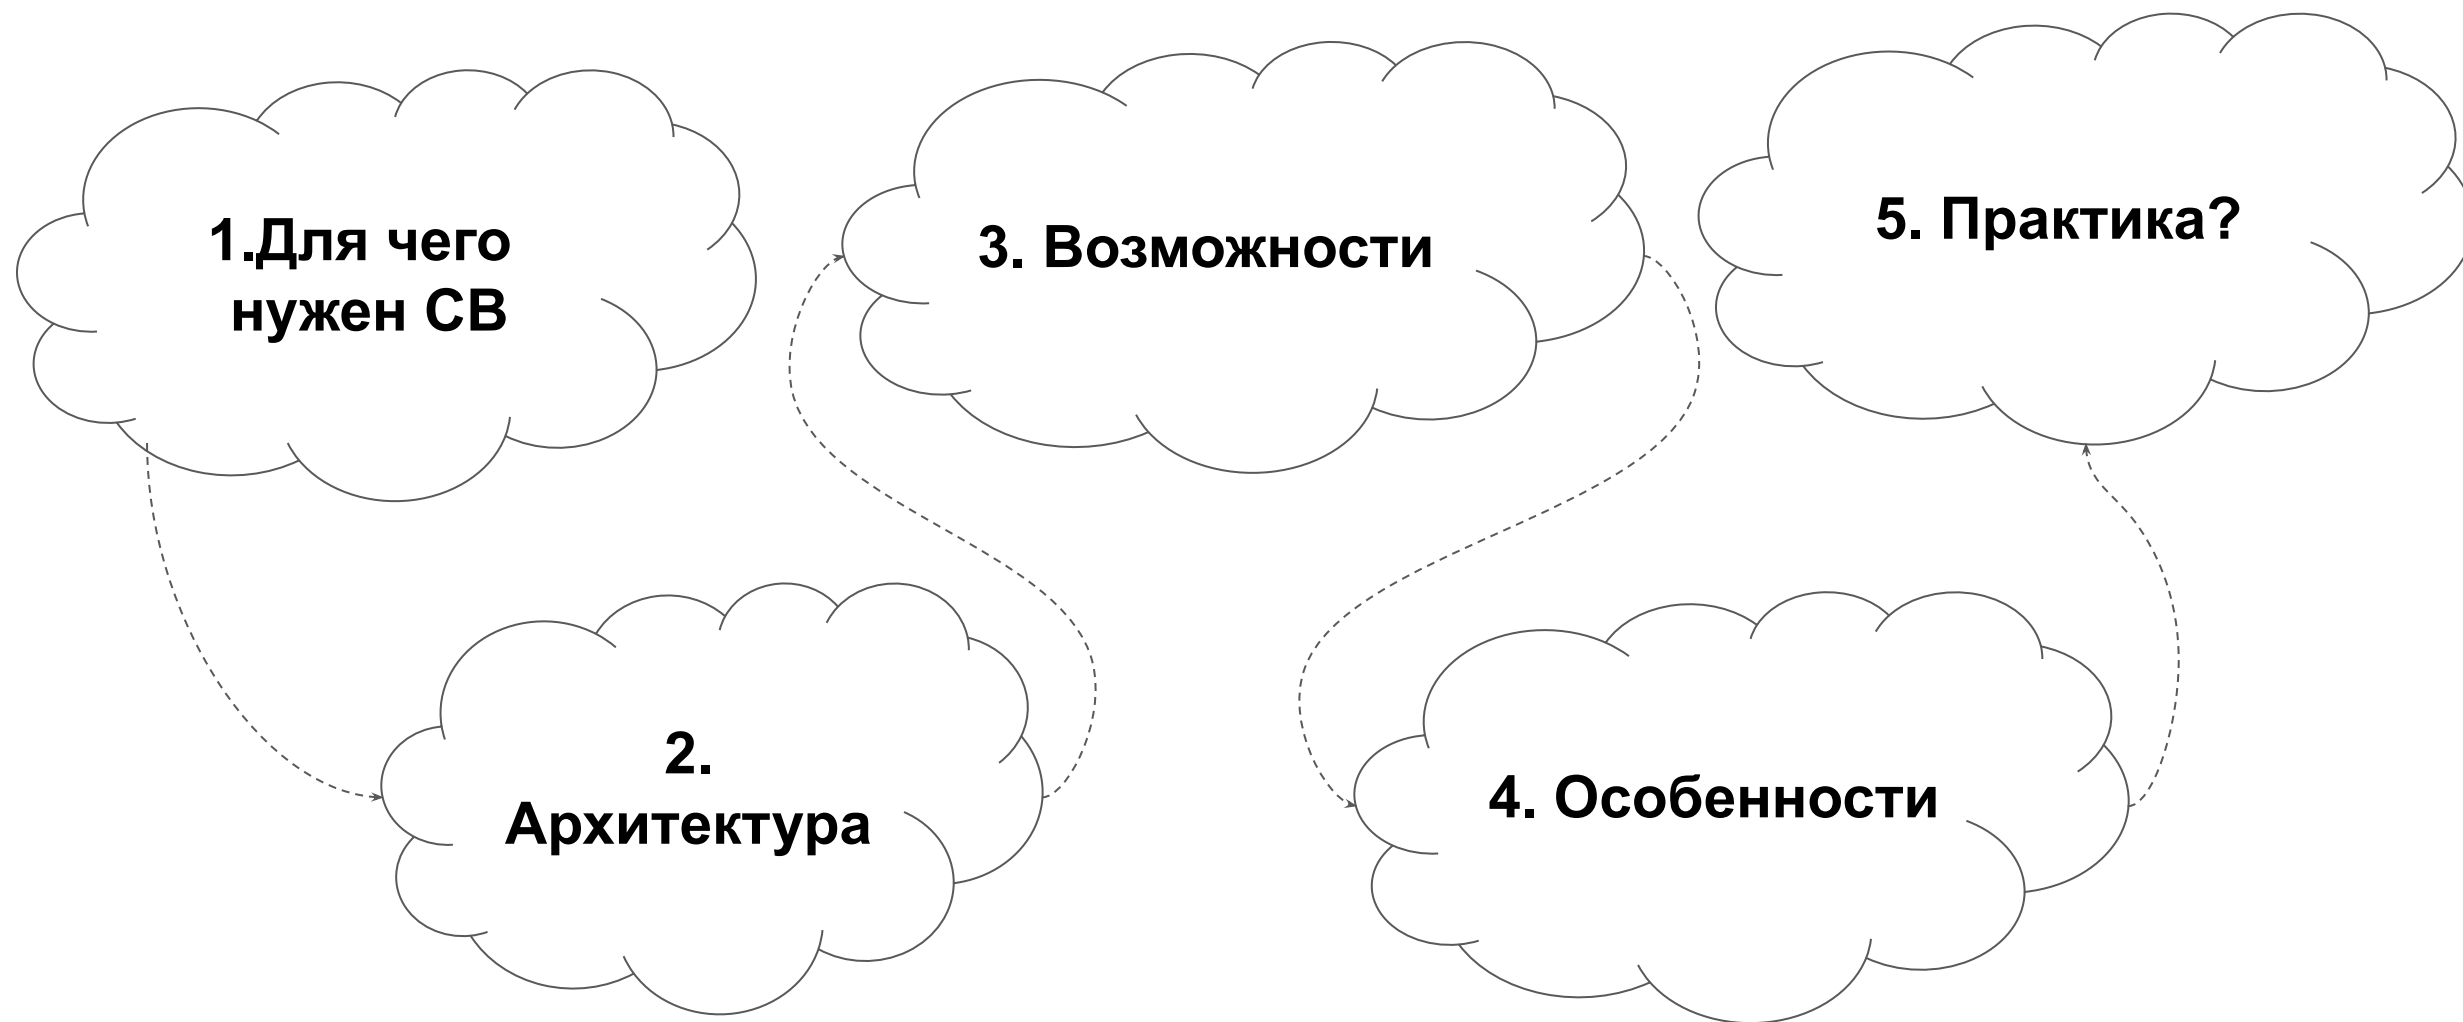 1.Для чего
нужен СВ
2.
Архитектура
3. Возможности
4. Особенности
5. Практика?